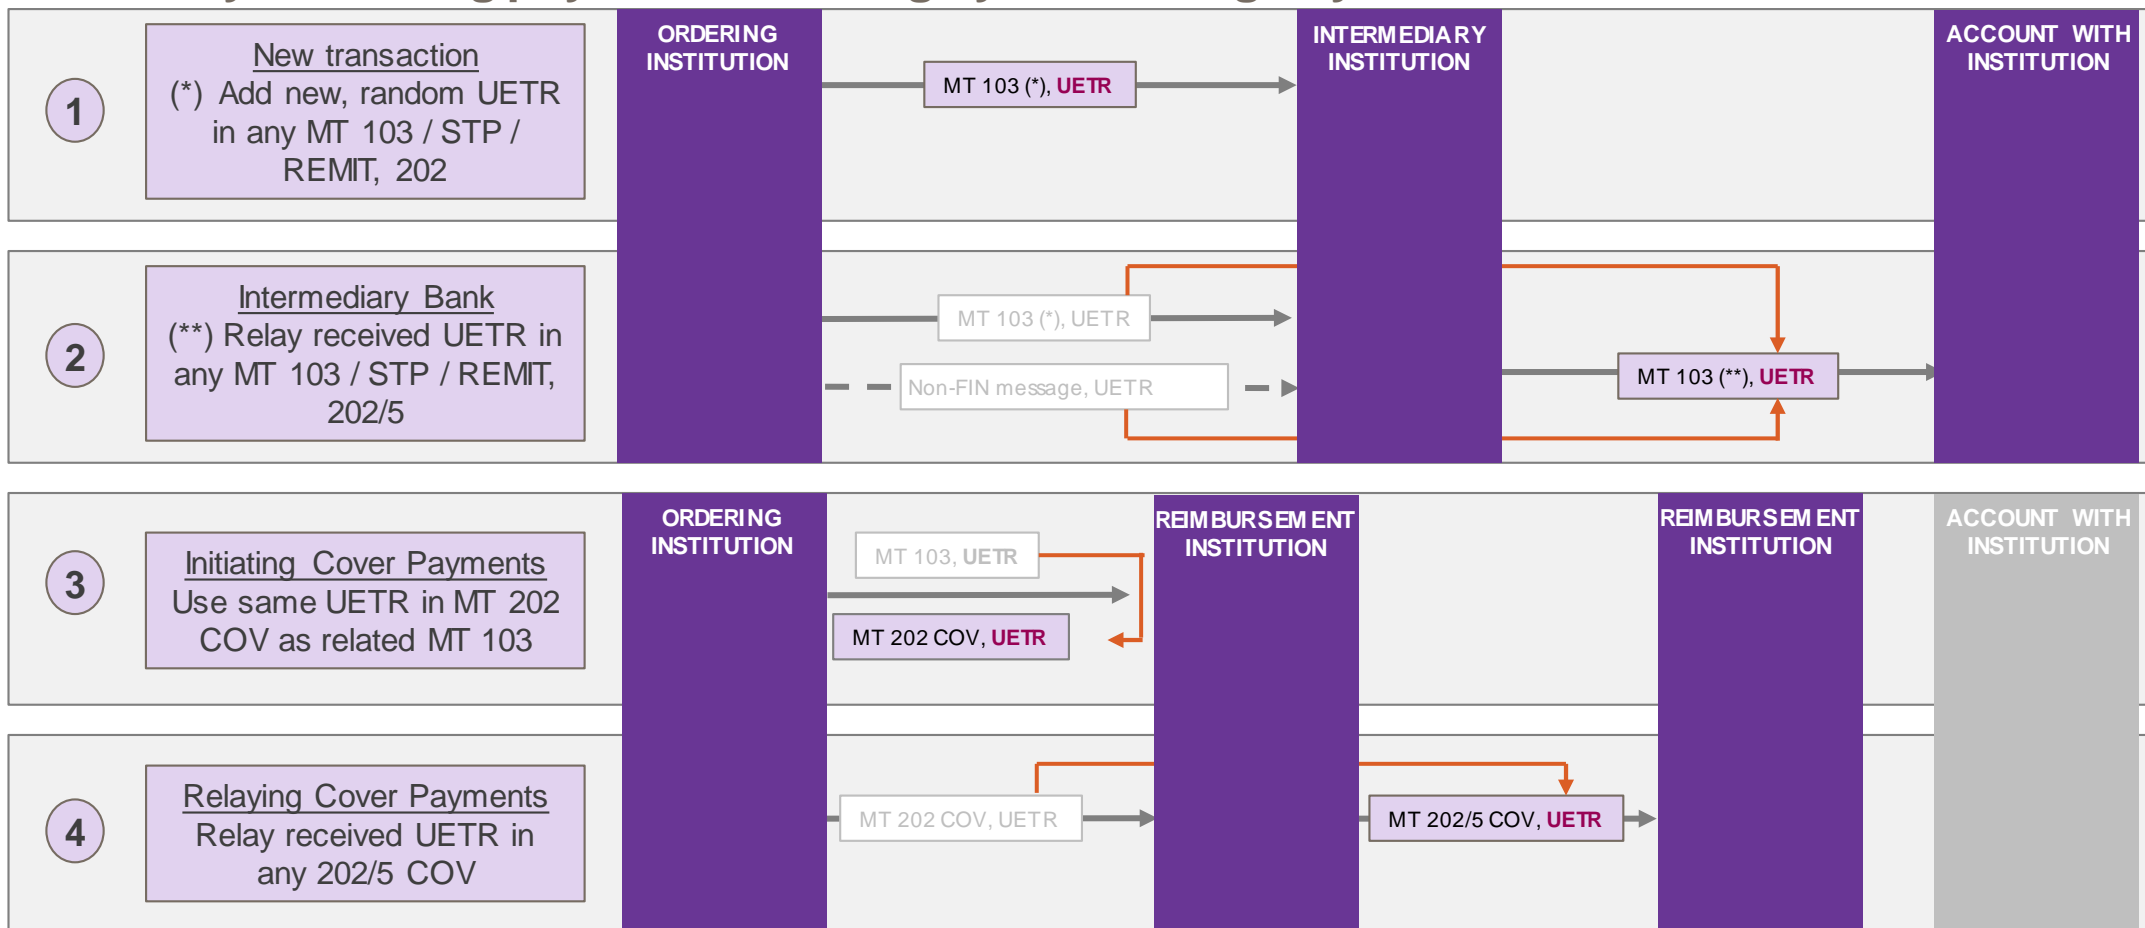 1
New transaction
(*) Add new, random UETR
in any MT 103 / STP /
REMIT, 202
ORDERING
INSTITUTION
MT 103 (*), UETR
INTERMEDIARY
INSTITUTION
ACCOUNT WITH
INSTITUTION
2
Intermediary Bank
(**) Relay received UETR in
any MT 103 / STP / REMIT,
202/5
MT 103 (*), UETR
Non-FIN message, UETR
MT 103 (**), UETR
3
Initiating Cover Payments
Use same UETR in MT 202
COV as related MT 103
ORDERING
INSTITUTION
MT 103, UETR
MT 202 COV, UETR
REIMBURSEMENT
INSTITUTION
REIMBURSEMENT
INSTITUTION
ACCOUNT WITH
INSTITUTION
4
Relaying Cover Payments
Relay received UETR in
any 202/5 COV
MT 202 COV, UETR
MT 202/5 COV, UETR